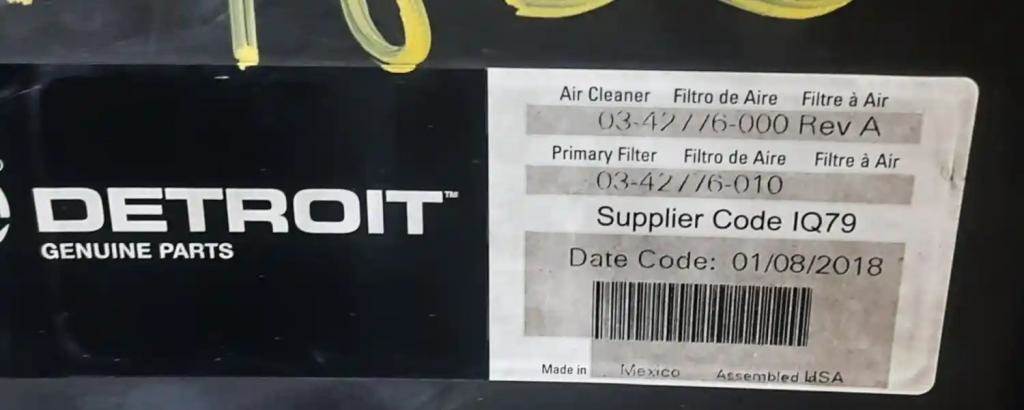 DETROIT™
GENUINE PARTS
Air Cleaner Filtro de Aire Filtre à Air
03-42776-000 Rev A
Primary Filter Filtro de Aire Filtre à Air
03-42776-010
Supplier Code IQ79
Date Code: 01/08/2018
Made in Mexico Assembled USA